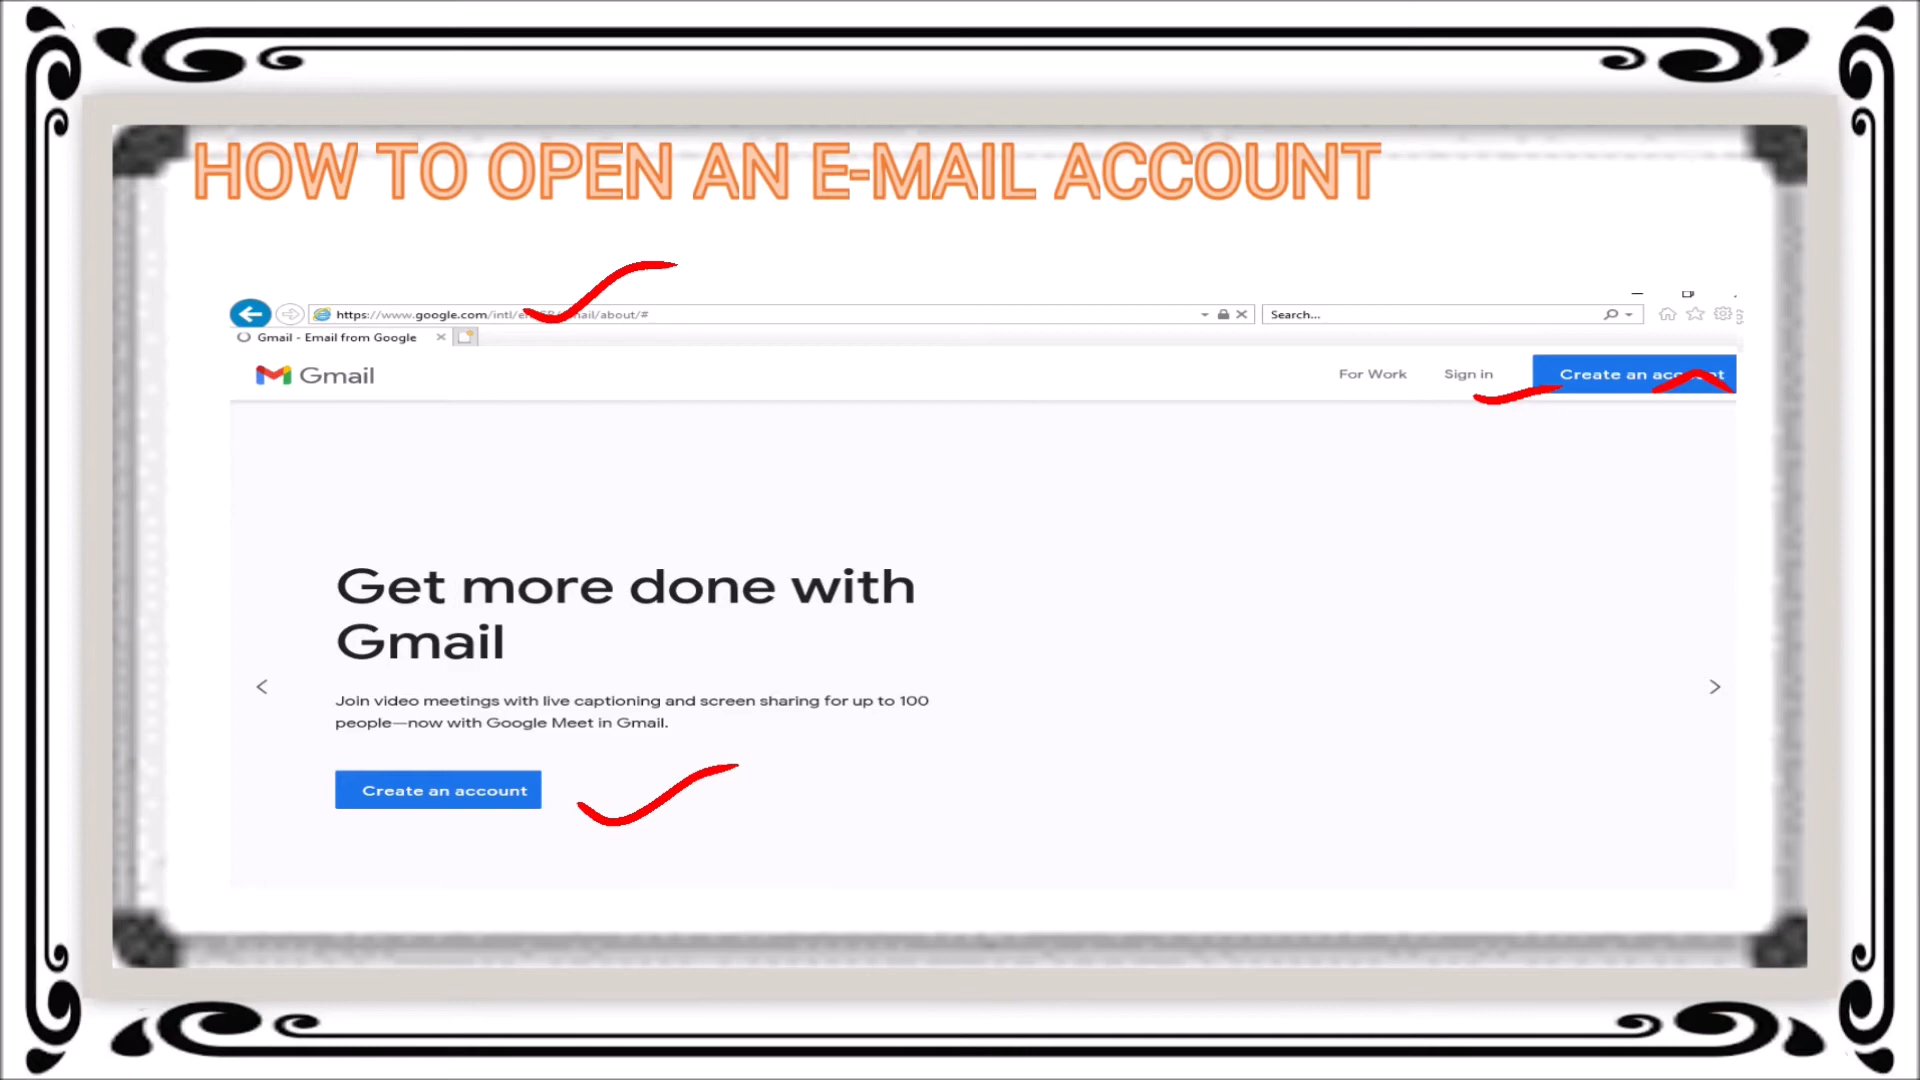 HOW TO OPEN AN E-MAIL ACCOUNT
https://www.google.com/intl/ mail/about/#
Search...
Gmail - Email from Google
Gmail
For Work
Sign in
Create an account
Get more done with
Gmail
Join video meetings with live captioning and screen sharing for up to 100
people—now with Google Meet in Gmail.
Create an account